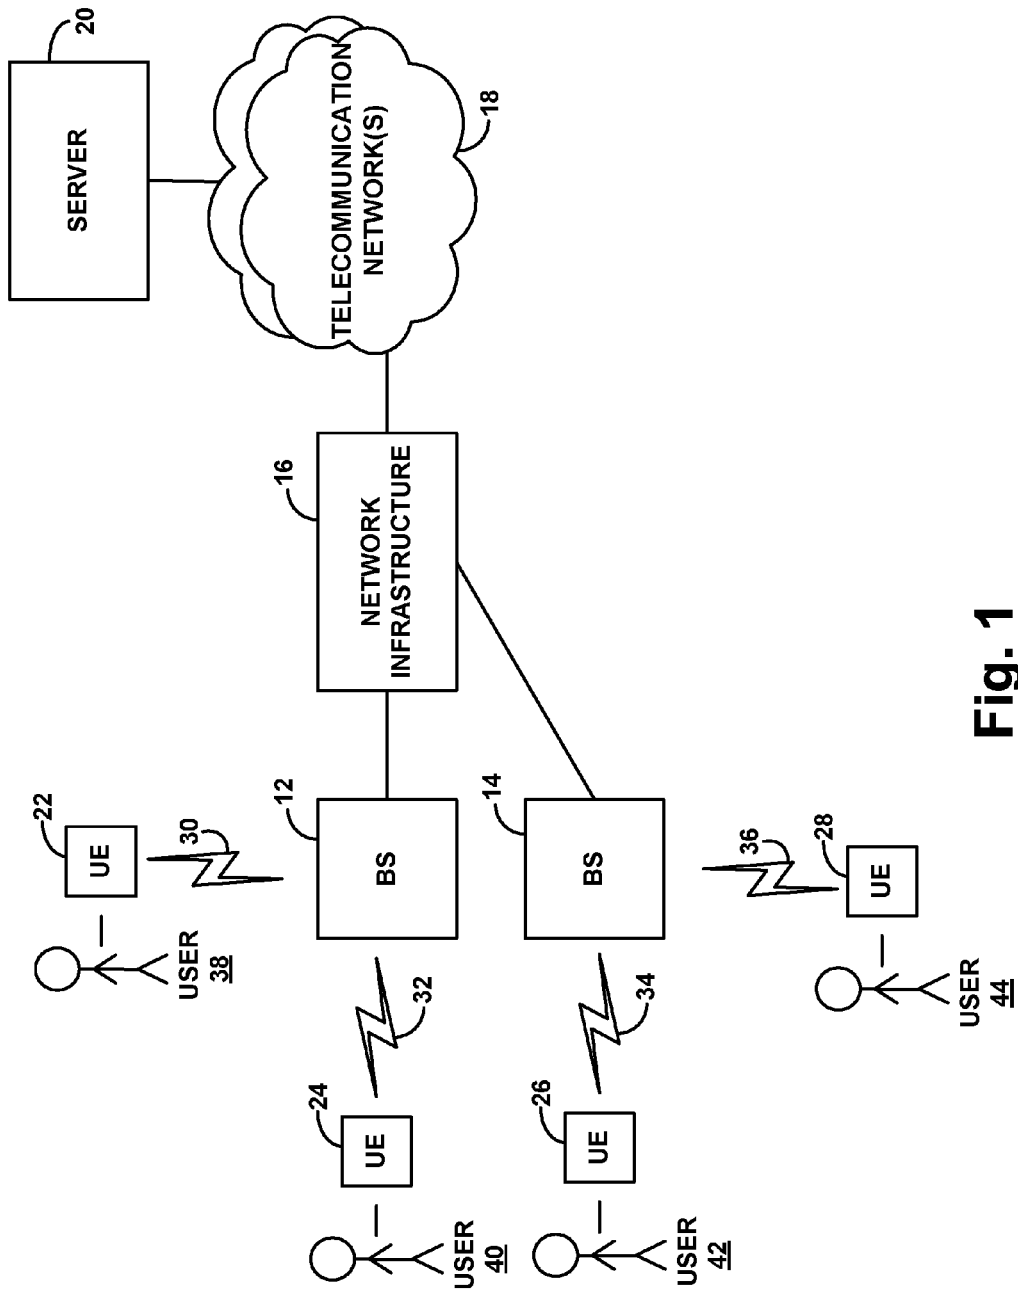 SERVER
20
TELECOMMUNICATION
NETWORK(S)
18
16
NETWORK
INFRASTRUCTURE
22
UE
30
12
BS
14
BS
36
28
UE
USER
38
32
34
24
UE
26
UE
USER
44
USER
40
USER
42
Fig. 1